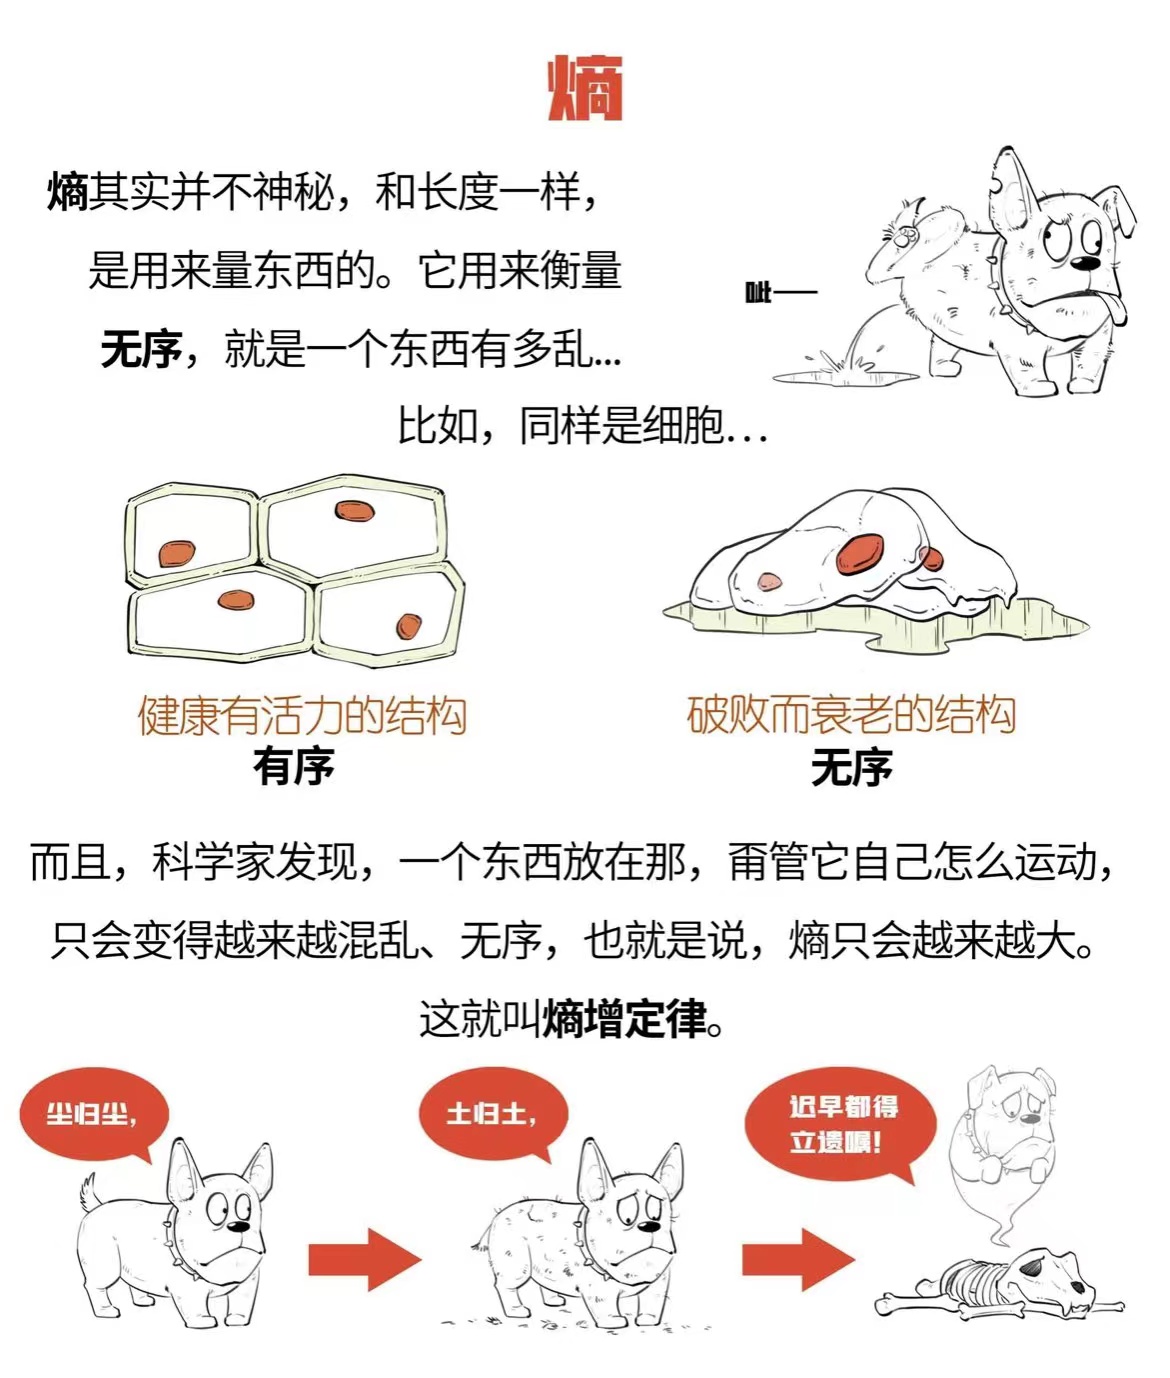 熵
熵其实并不神秘，和长度一样，
是用来量东西的。它用来衡量
无序，就是一个东西有多乱...
呲——
比如，同样是细胞...
健康有活力的结构
有序
破败而衰老的结构
无序
而且，科学家发现，一个东西放在那，甭管它自己怎么运动，
只会变得越来越混乱、无序，也就是说，熵只会越来越大。
这就叫熵增定律。
尘归尘，
土归土，
迟早都得
立遗嘱！